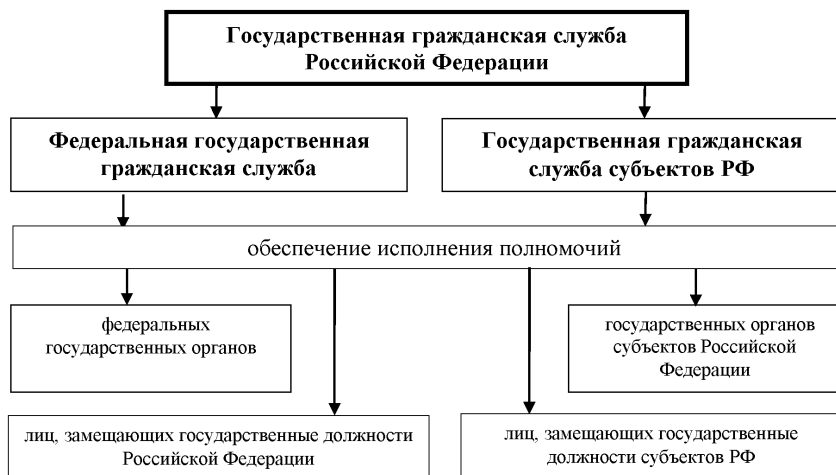 Государственная гражданская служба
Российской Федерации
Федеральная государственная
гражданская служба
Государственная гражданская
служба субъектов РФ
обеспечение исполнения полномочий
федеральных
государственных органов
государственных органов
субъектов Российской
Федерации
лиц, замещающих государственные должности
Российской Федерации
лиц, замещающих государственные
должности субъектов РФ